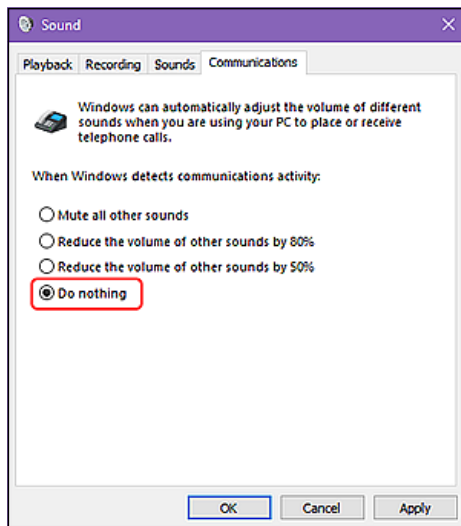 Sound
Playback Recording Sounds Communications
Windows can automatically adjust the volume of different
sounds when you are using your PC to place or receive
telephone calls.
When Windows detects communications activity:
Mute all other sounds
Reduce the volume of other sounds by 80%
Reduce the volume of other sounds by 50%
Do nothing
OK Cancel Apply